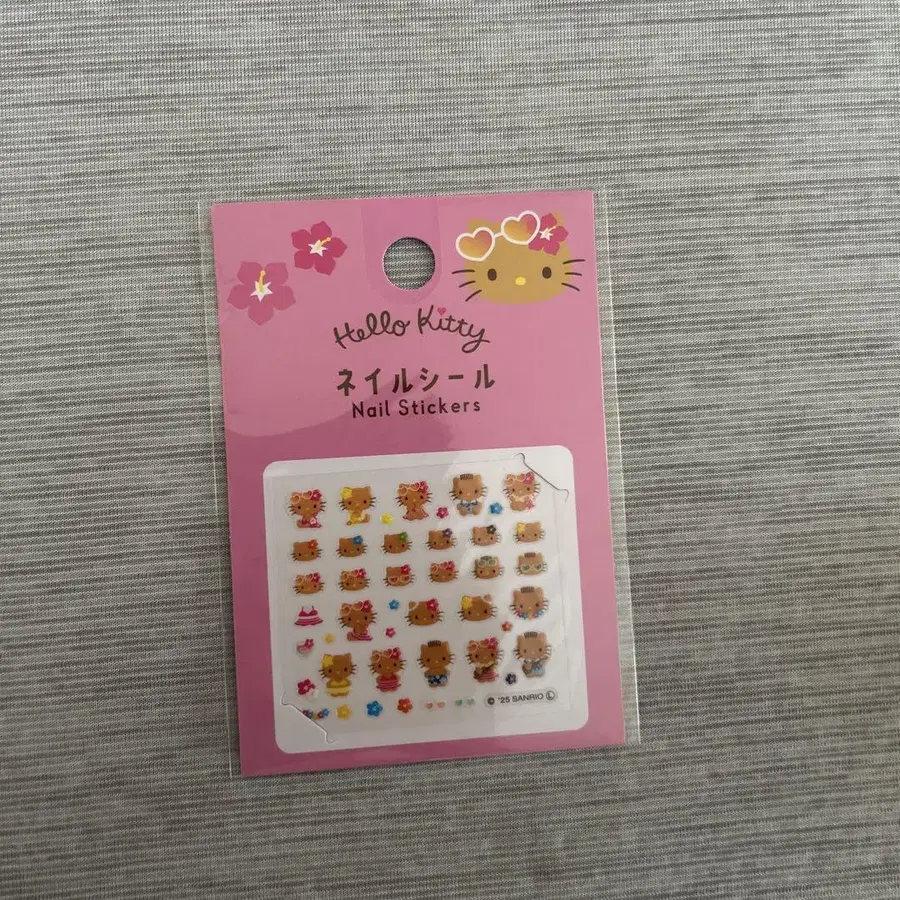 Hello Kitty
ネイルシール
Nail Stickers
© '25 SANRIO Ⓛ